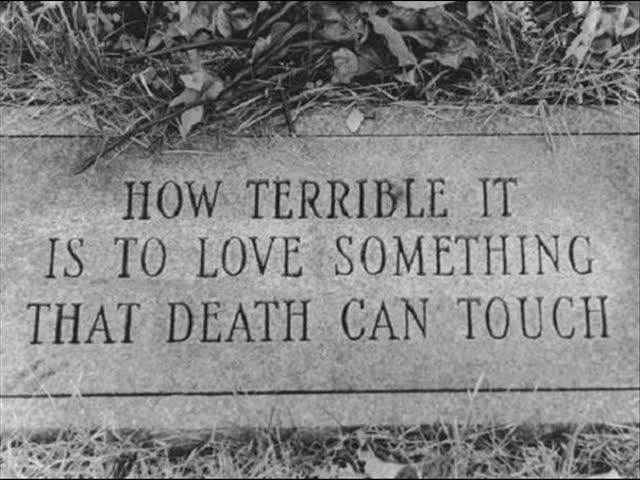 HOW TERRIBLE IT
IS TO LOVE SOMETHING
THAT DEATH CAN TOUCH